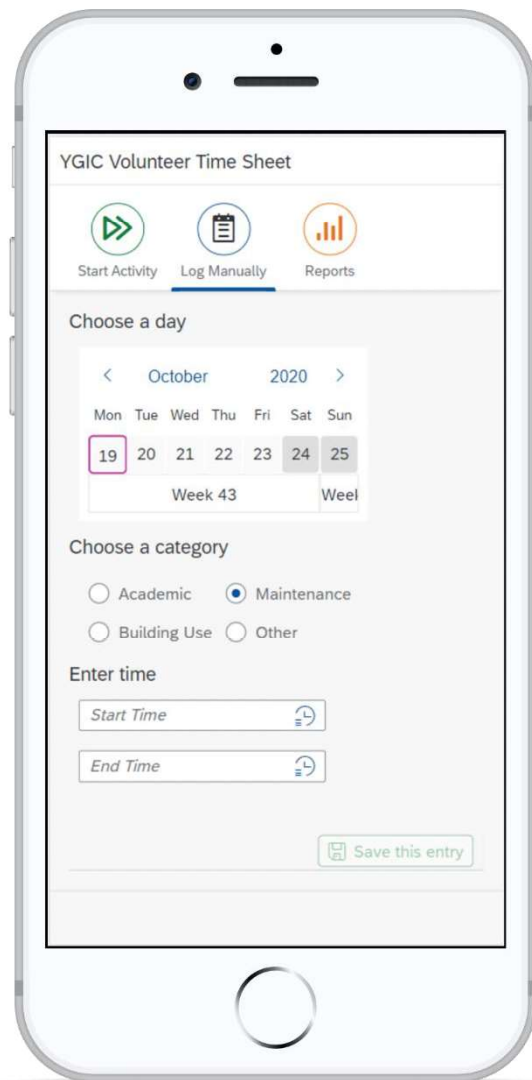 YGIC Volunteer Time Sheet
Start Activity Log Manually Reports
Choose a day
October 2020
Mon Tue Wed Thu Fri Sat Sun
19 20 21 22 23 24 25
Week 43 Week
Choose a category
Academic Maintenance
Building Use Other
Enter time
Start Time
End Time
Save this entry